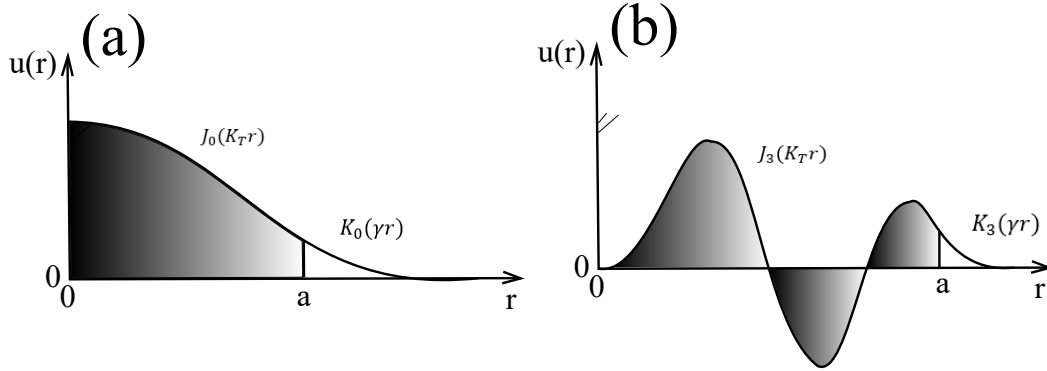 (a)
u(r)
J₀(K_T r)
K₀(γr)
0
0
a
r
(b)
u(r)
J₃(K_T r)
K₃(γr)
0
0
a
r